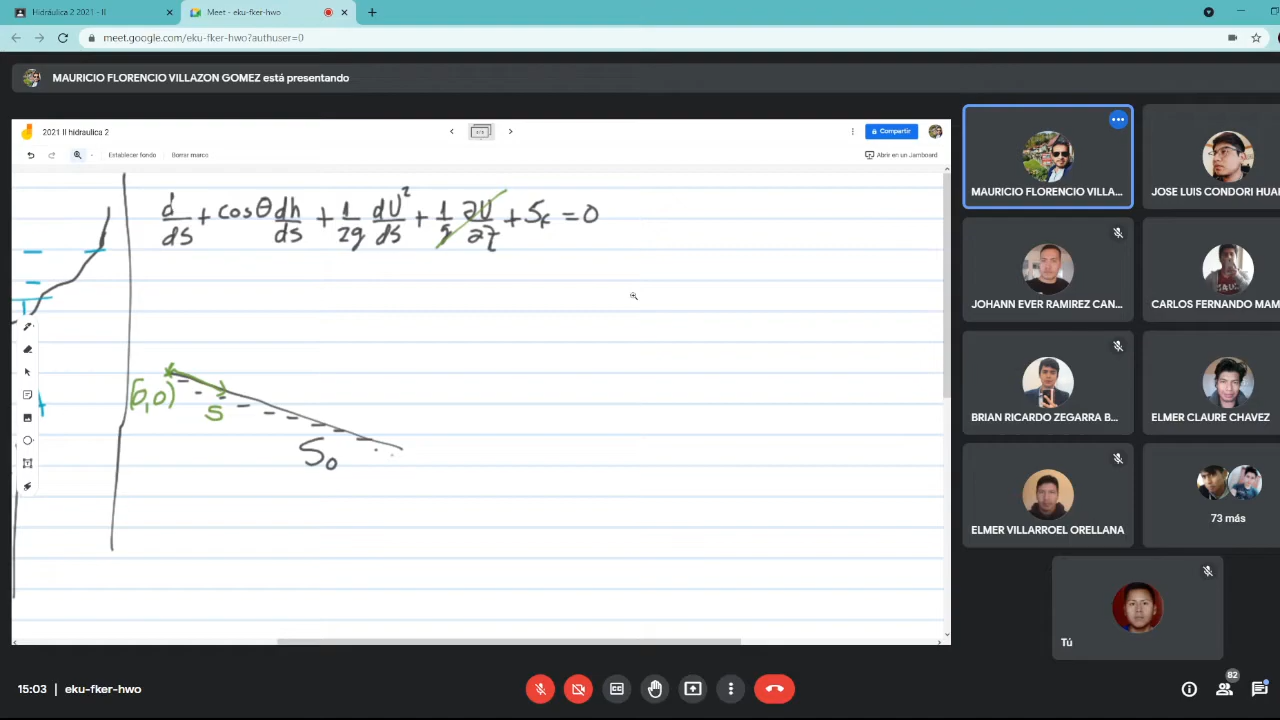 Hidráulica 2 2021 - II
Meet - eku-fker-hwo
meet.google.com/eku-fker-hwo?authuser=0
MAURICIO FLORENCIO VILLAZON GOMEZ está presentando
2021 II hidraulica 2
Compartir
Establecer fondo
Borrar marco
Abrir en un Jamboard
d/ds + cosθ dh/ds + 1/2g dU²/ds + 1/g ∂U/∂t + Sf = 0
(0,0)
S
S₀
MAURICIO FLORENCIO VILLA...
JOSE LUIS CONDORI HUA
JOHANN EVER RAMIREZ CAN...
CARLOS FERNANDO MAM
BRIAN RICARDO ZEGARRA B...
ELMER CLAURE CHAVEZ
ELMER VILLARROEL ORELLANA
73 más
Tú
15:03 | eku-fker-hwo
82